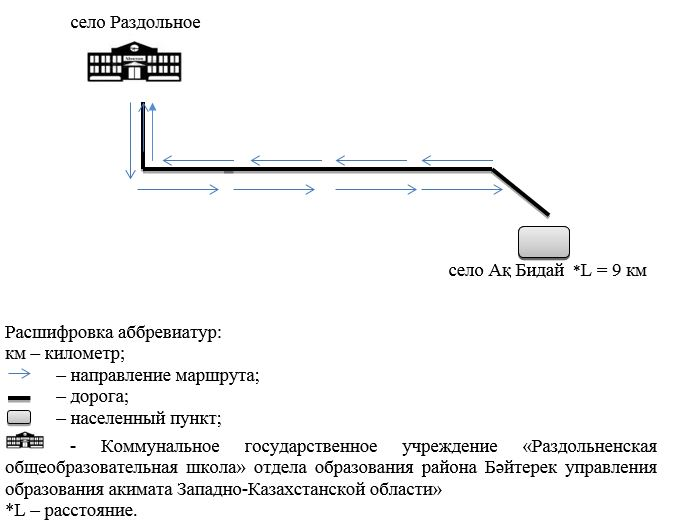 село Раздольное
село Ақ Бидай *L = 9 км
Расшифровка аббревиатур:
км – километр;
– направление маршрута;
– дорога;
– населенный пункт;
- Коммунальное государственное учреждение «Раздольненская
общеобразовательная школа» отдела образования района Бәйтерек управления
образования акимата Западно-Казахстанской области»
*L – расстояние.